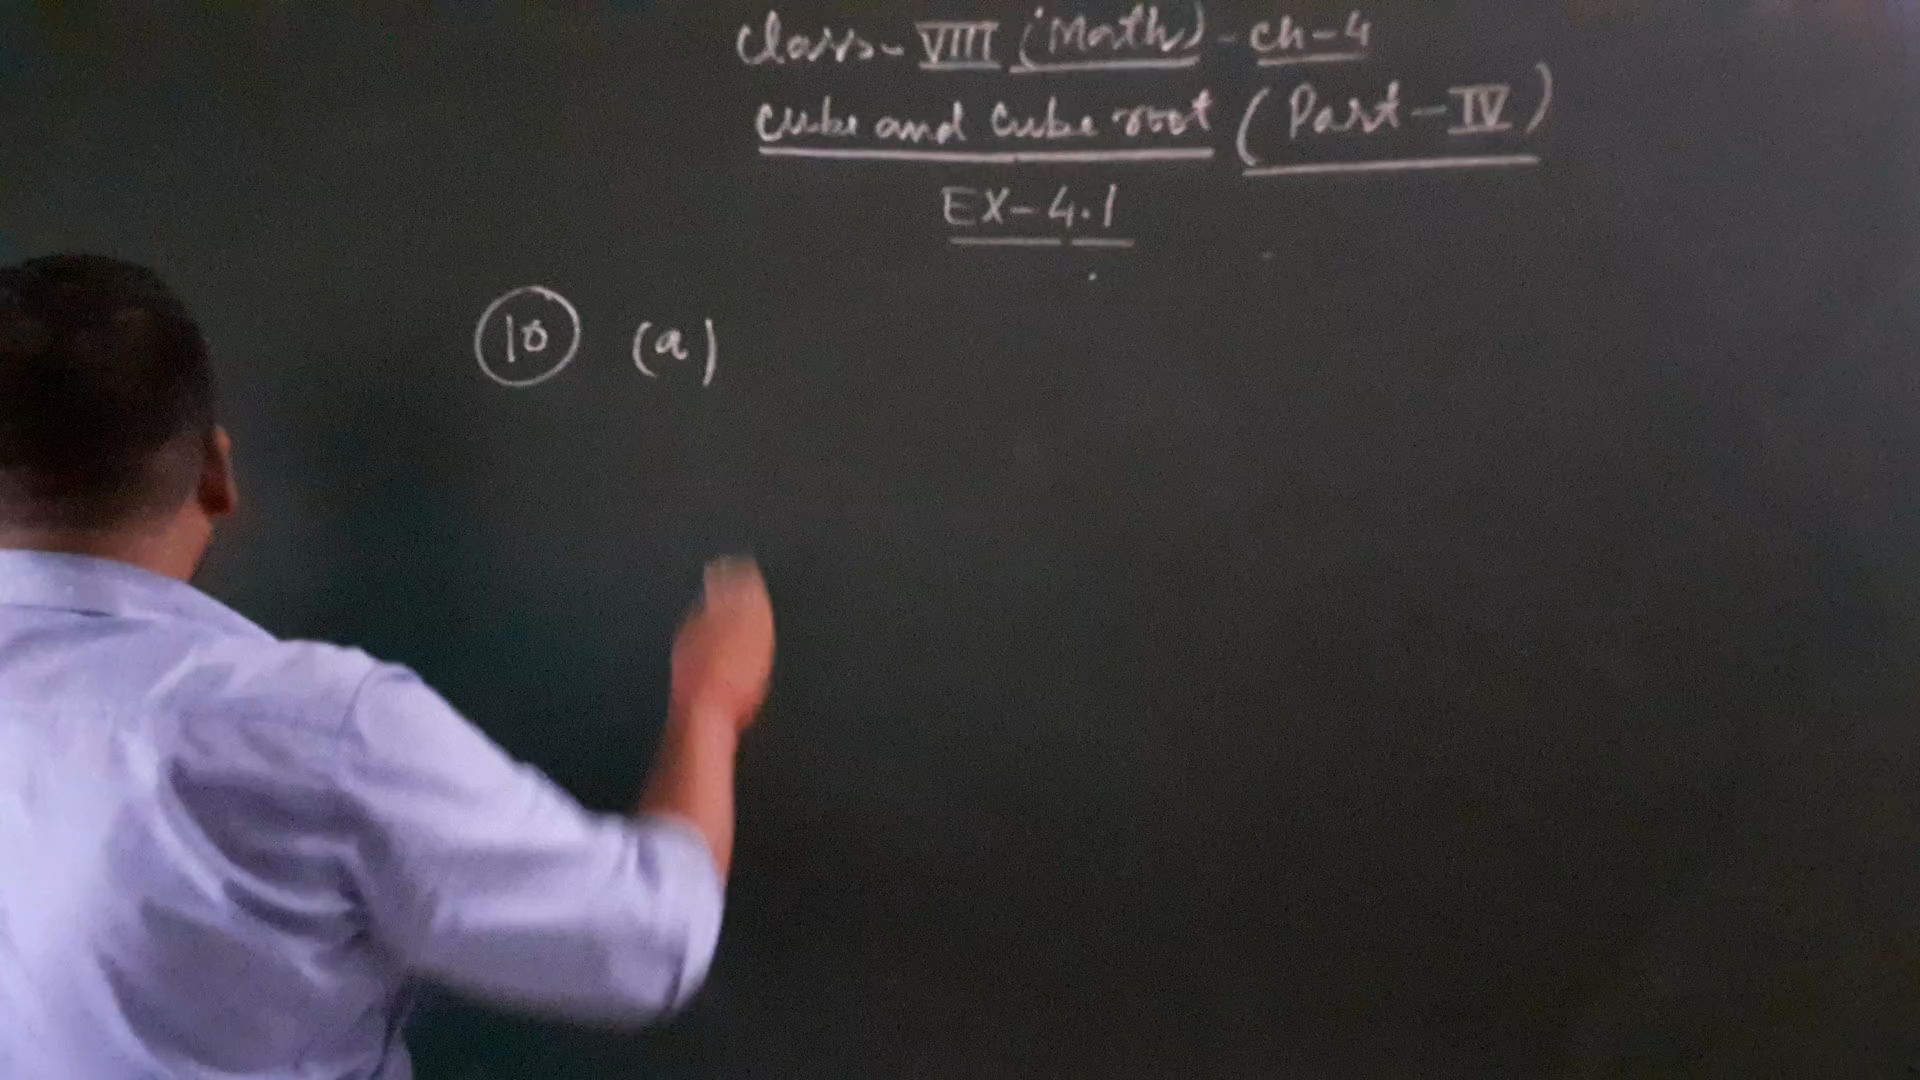 Class- VIII (Math) - Ch-4
Cube and Cube root (Part-IV)
EX-4.1
10 (a)